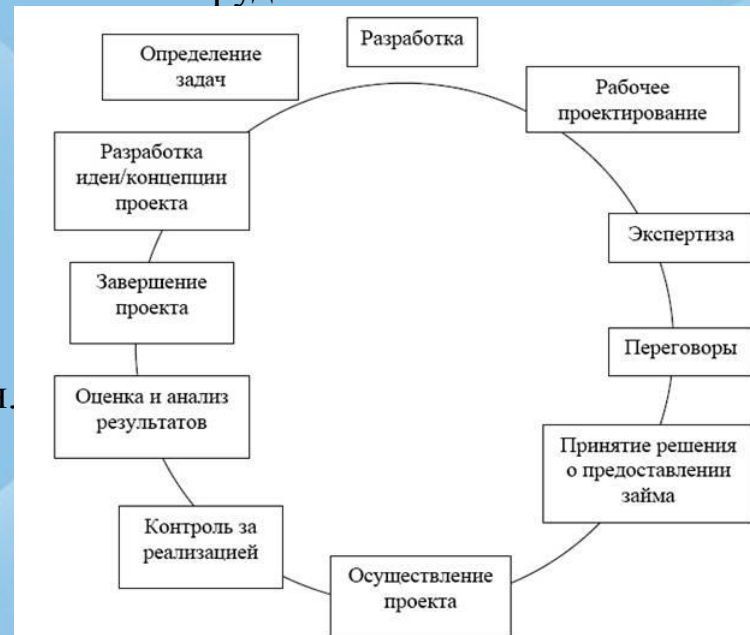 Разработка
Определение
задач
Рабочее
проектирование
Разработка
идеи/концепции
проекта
Экспертиза
Завершение
проекта
Переговоры
Оценка и анализ
результатов
Принятие решения
о предоставлении
займа
Контроль за
реализацией
Осуществление
проекта